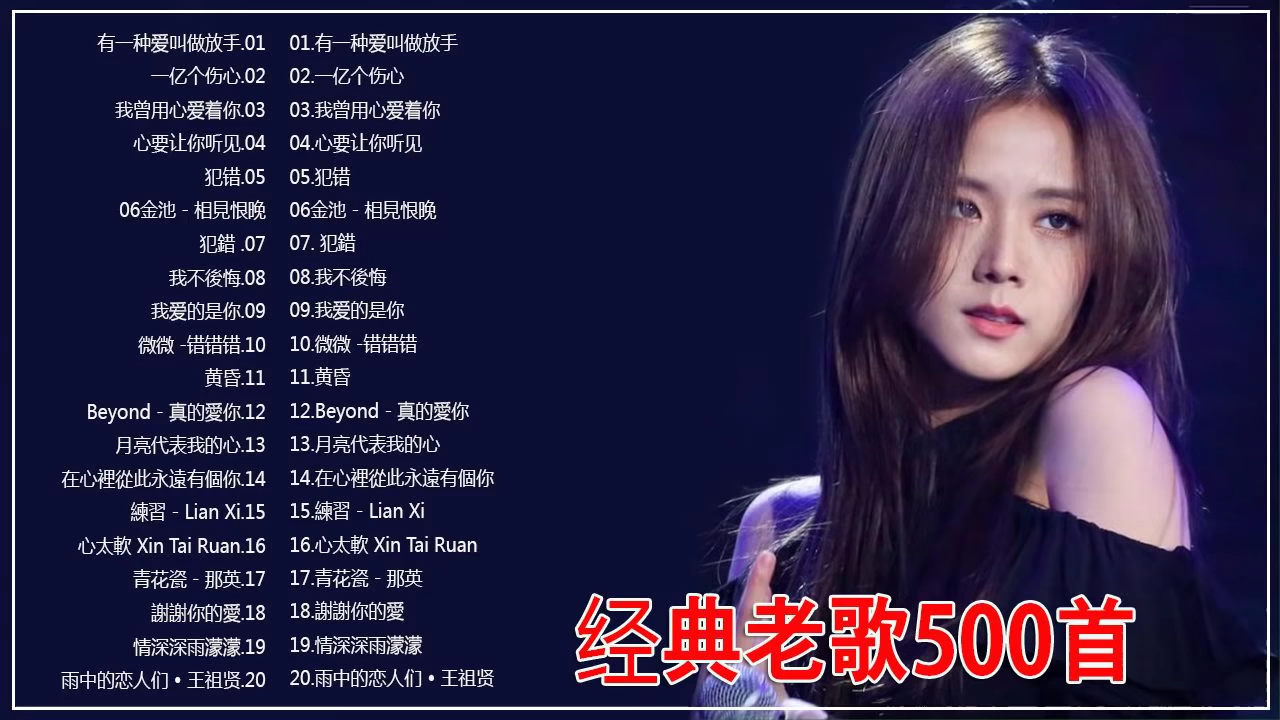 有一种爱叫做放手.01
一亿个伤心.02
我曾用心爱着你.03
心要让你听见.04
犯错.05
06金池 - 相見恨晚
犯錯 .07
我不後悔.08
我爱的是你.09
微微 -错错错.10
黄昏.11
Beyond - 真的愛你.12
月亮代表我的心.13
在心裡從此永遠有個你.14
練習 - Lian Xi.15
心太軟 Xin Tai Ruan.16
青花瓷 - 那英.17
謝謝你的愛.18
情深深雨濛濛.19
雨中的恋人们 • 王祖贤.20
01.有一种爱叫做放手
02.一亿个伤心
03.我曾用心爱着你
04.心要让你听见
05.犯错
06金池 - 相見恨晚
07. 犯錯
08.我不後悔
09.我爱的是你
10.微微 -错错错
11.黄昏
12.Beyond - 真的愛你
13.月亮代表我的心
14.在心裡從此永遠有個你
15.練習 - Lian Xi
16.心太軟 Xin Tai Ruan
17.青花瓷 - 那英
18.謝謝你的愛
19.情深深雨濛濛
20.雨中的恋人们 • 王祖贤
经典老歌500首